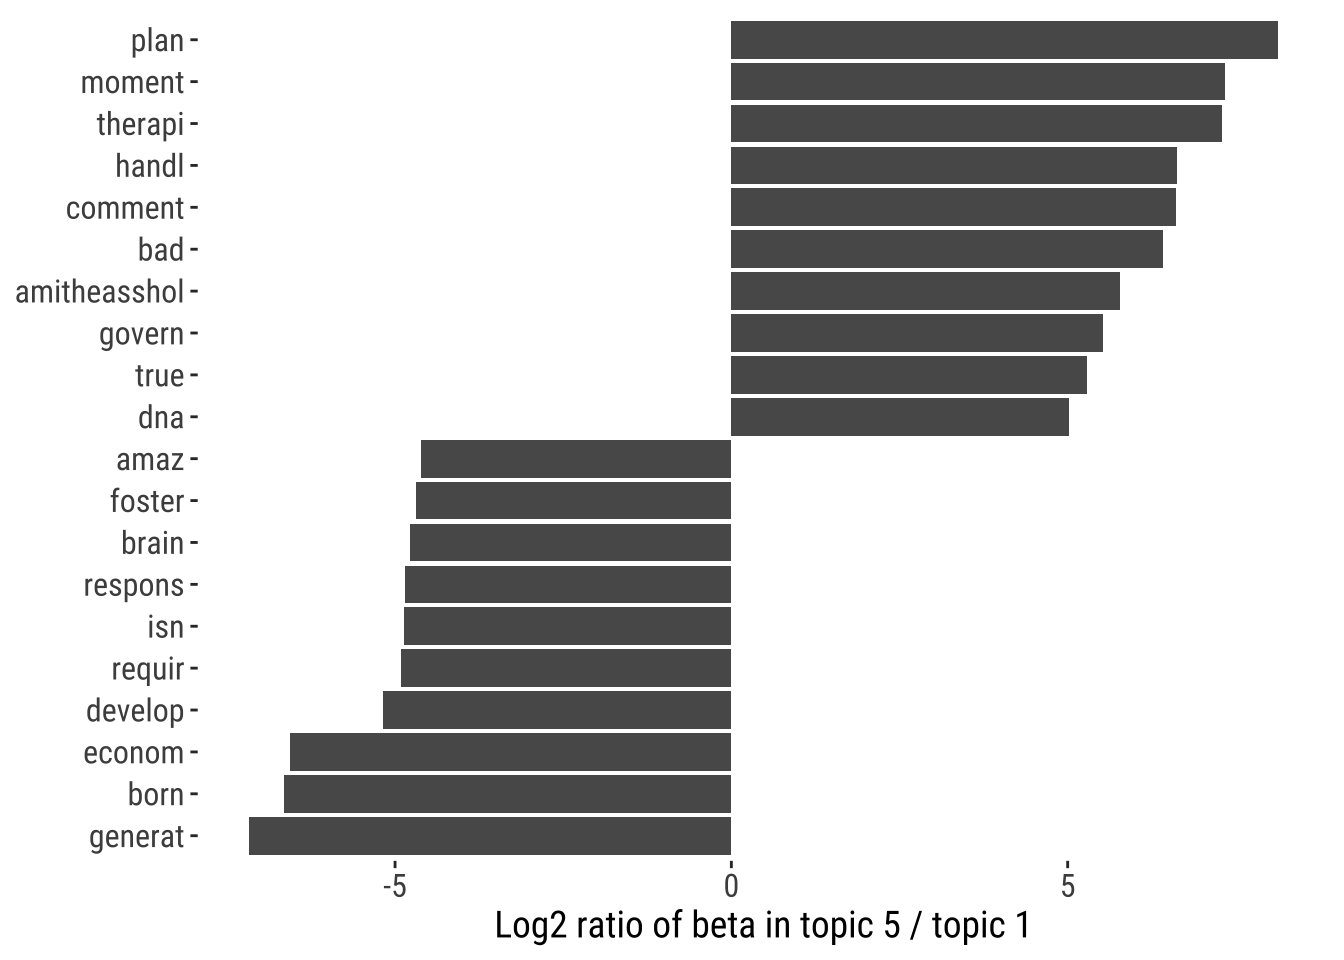 plan
moment
therapi
handl
comment
bad
amitheasshol
govern
true
dna
amaz
foster
brain
respons
isn
requir
develop
econom
born
generat
-5 0 5
Log2 ratio of beta in topic 5 / topic 1